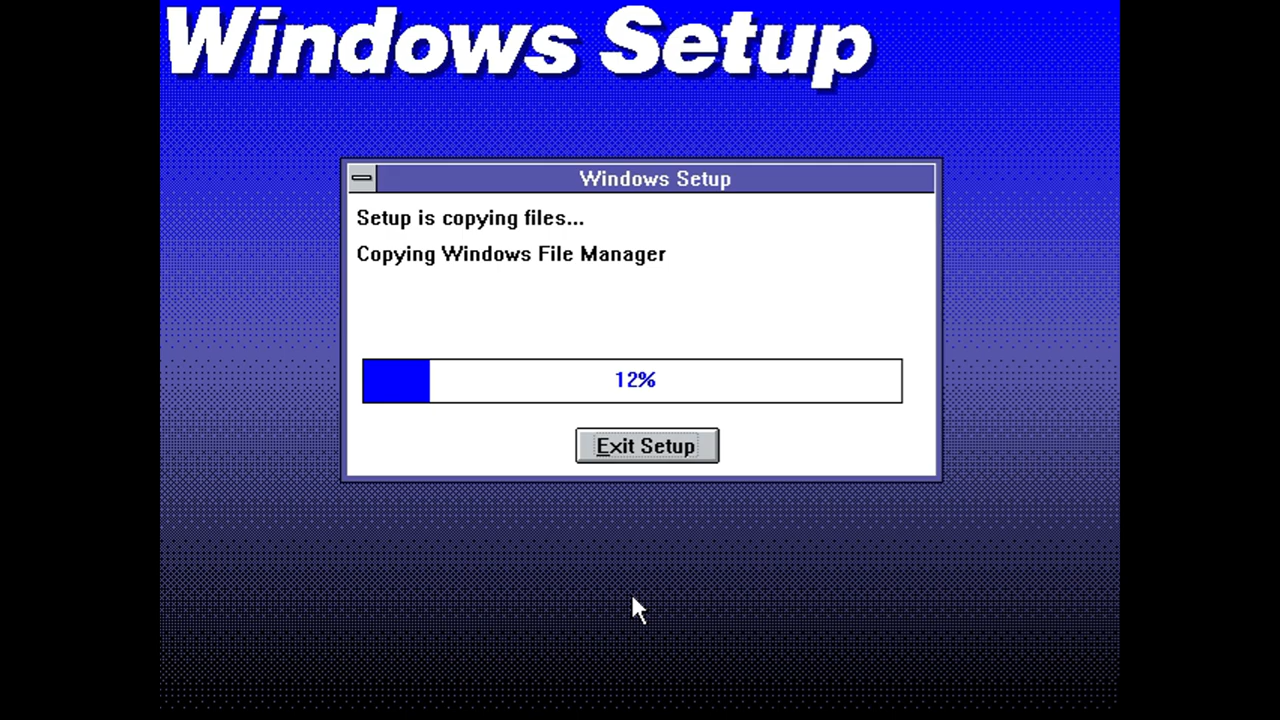 Windows Setup
Windows Setup
Setup is copying files...
Copying Windows File Manager
12%
Exit Setup